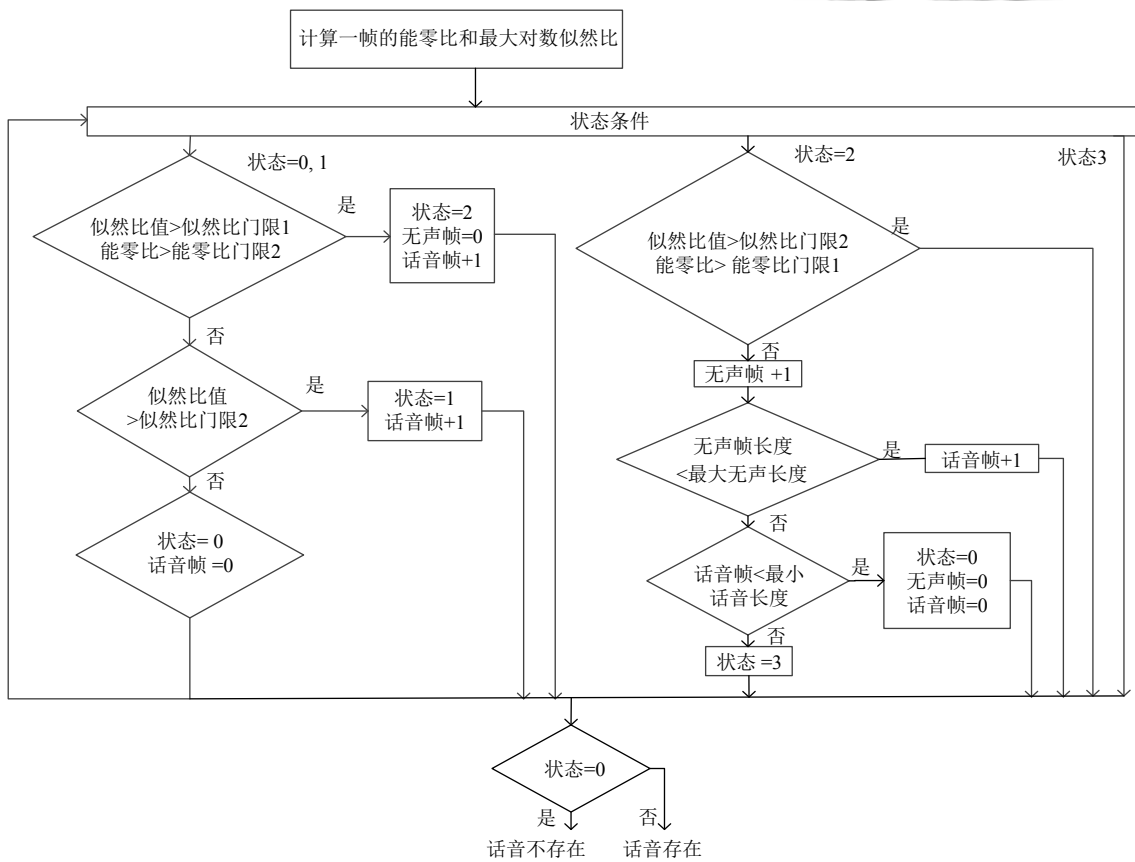 计算一帧的能零比和最大对数似然比
状态条件
状态=0, 1
似然比值>似然比门限1
能零比>能零比门限2
是
状态=2
无声帧=0
话音帧+1
否
似然比值
>似然比门限2
是
状态=1
话音帧+1
否
状态= 0
话音帧 =0
状态=2
似然比值>似然比门限2
能零比> 能零比门限1
是
否
无声帧 +1
无声帧长度
<最大无声长度
是
话音帧+1
否
话音帧<最小
话音长度
是
状态=0
无声帧=0
话音帧=0
否
状态 =3
状态3
状态=0
是
否
话音不存在
话音存在